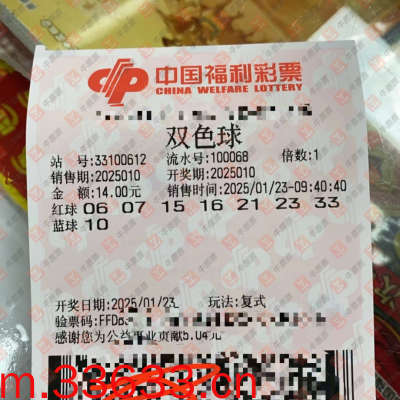 中国福利彩票
CHINA WELFARE LOTTERY
双色球
站 号:33100612 流水号:100068 倍数:1
销售期:2025010 开奖期:2025010
金 额:14.00元 销售时间:2025/01/23-09:40:40
红球 06 07 15 16 21 23 33
蓝球 10
开奖日期:2025/01/23 玩法:复式
验票码:FFD
感谢您为公益事业贡献5.04元